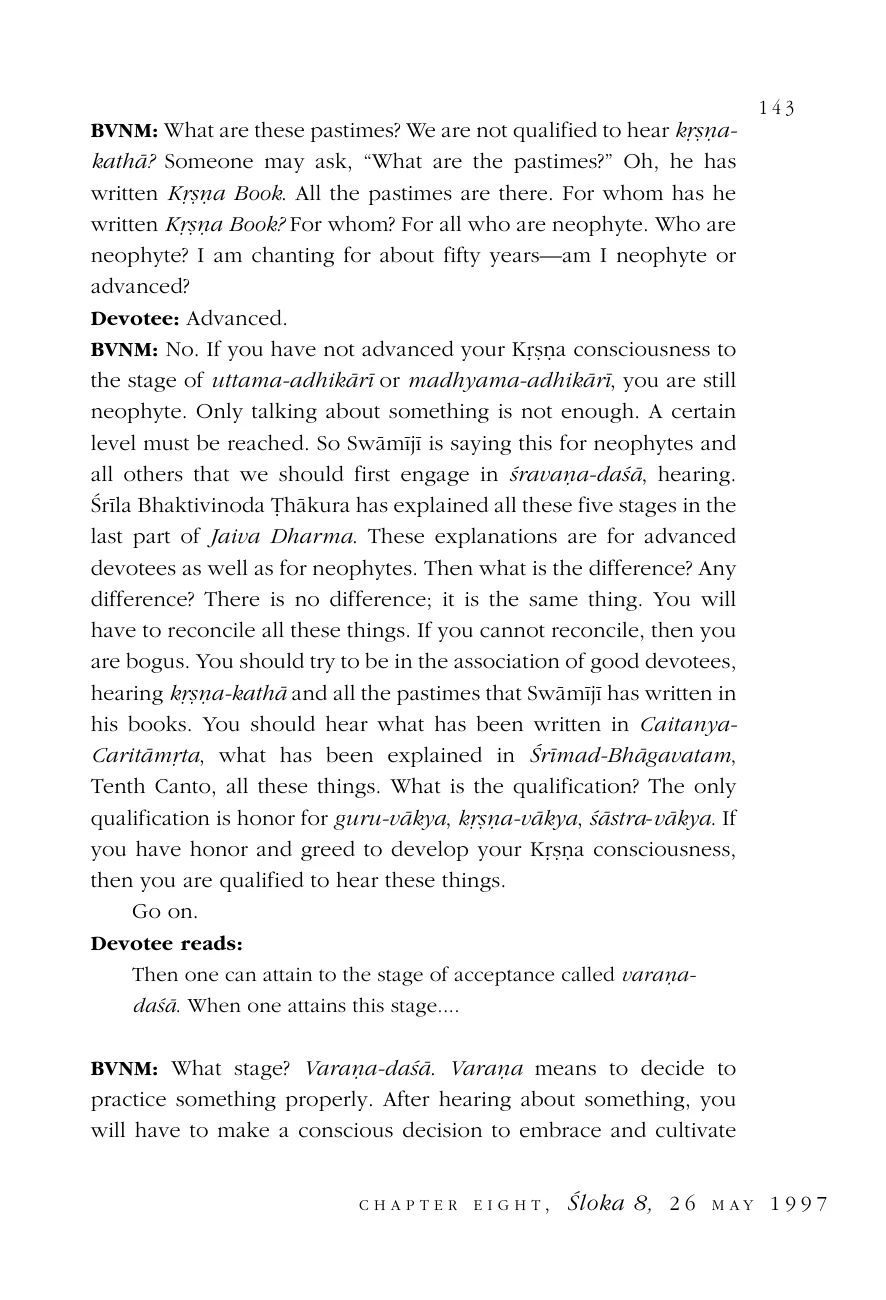 143
BVNM: What are these pastimes? We are not qualified to hear kṛṣṇa-
kathā? Someone may ask, “What are the pastimes?” Oh, he has
written Kṛṣṇa Book. All the pastimes are there. For whom has he
written Kṛṣṇa Book? For whom? For all who are neophyte. Who are
neophyte? I am chanting for about fifty years—am I neophyte or
advanced?
Devotee: Advanced.
BVNM: No. If you have not advanced your Kṛṣṇa consciousness to
the stage of uttama-adhikārī or madhyama-adhikārī, you are still
neophyte. Only talking about something is not enough. A certain
level must be reached. So Swāmījī is saying this for neophytes and
all others that we should first engage in śravaṇa-daśā, hearing.
Śrīla Bhaktivinoda Ṭhākura has explained all these five stages in the
last part of Jaiva Dharma. These explanations are for advanced
devotees as well as for neophytes. Then what is the difference? Any
difference? There is no difference; it is the same thing. You will
have to reconcile all these things. If you cannot reconcile, then you
are bogus. You should try to be in the association of good devotees,
hearing kṛṣṇa-kathā and all the pastimes that Swāmījī has written in
his books. You should hear what has been written in Caitanya-
Caritāmṛta, what has been explained in Śrīmad-Bhāgavatam,
Tenth Canto, all these things. What is the qualification? The only
qualification is honor for guru-vākya, kṛṣṇa-vākya, śāstra-vākya. If
you have honor and greed to develop your Kṛṣṇa consciousness,
then you are qualified to hear these things.
Go on.
Devotee reads:
Then one can attain to the stage of acceptance called varaṇa-
daśā. When one attains this stage....
BVNM: What stage? Varaṇa-daśā. Varaṇa means to decide to
practice something properly. After hearing about something, you
will have to make a conscious decision to embrace and cultivate
CHAPTER EIGHT, Śloka 8, 26 MAY 1997